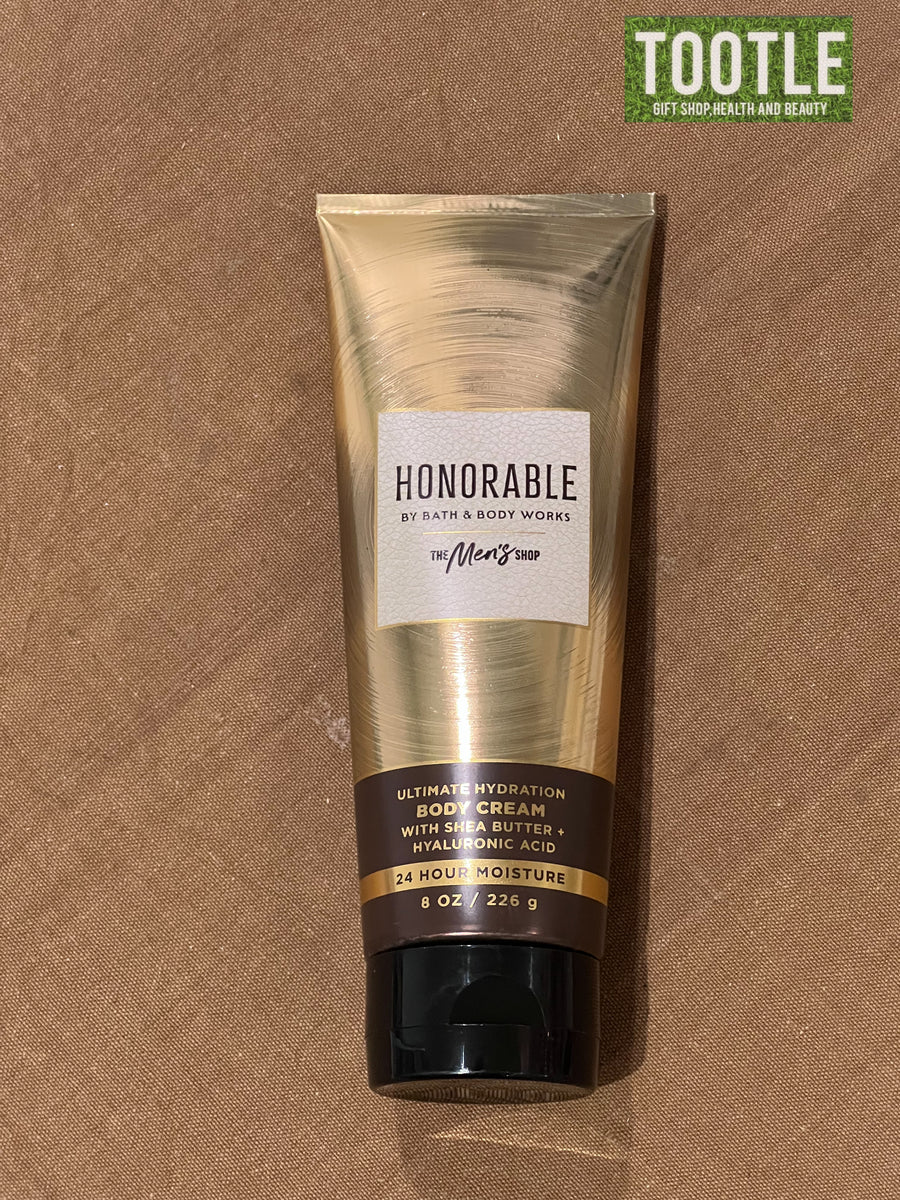 TOOTLE
GIFT SHOP,HEALTH AND BEAUTY
HONORABLE
BY BATH & BODY WORKS
THE Men's SHOP
ULTIMATE HYDRATION
BODY CREAM
WITH SHEA BUTTER +
HYALURONIC ACID
24 HOUR MOISTURE
8 OZ / 226 g